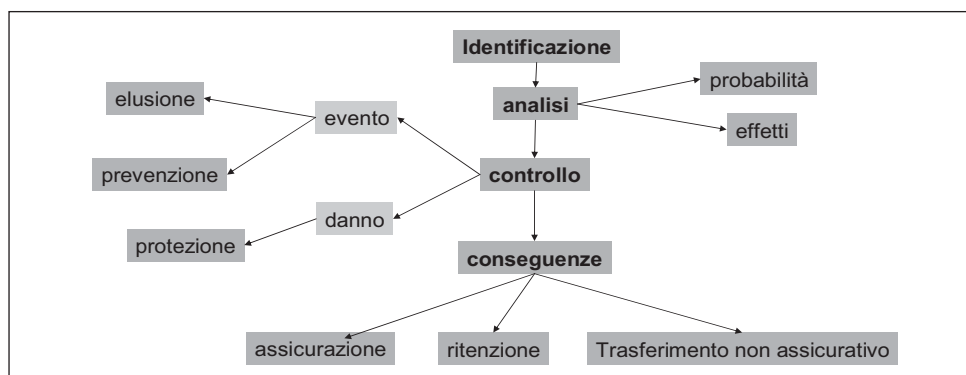 Identificazione
probabilità
elusione
analisi
evento
effetti
prevenzione
controllo
danno
protezione
conseguenze
assicurazione
ritenzione
Trasferimento non assicurativo